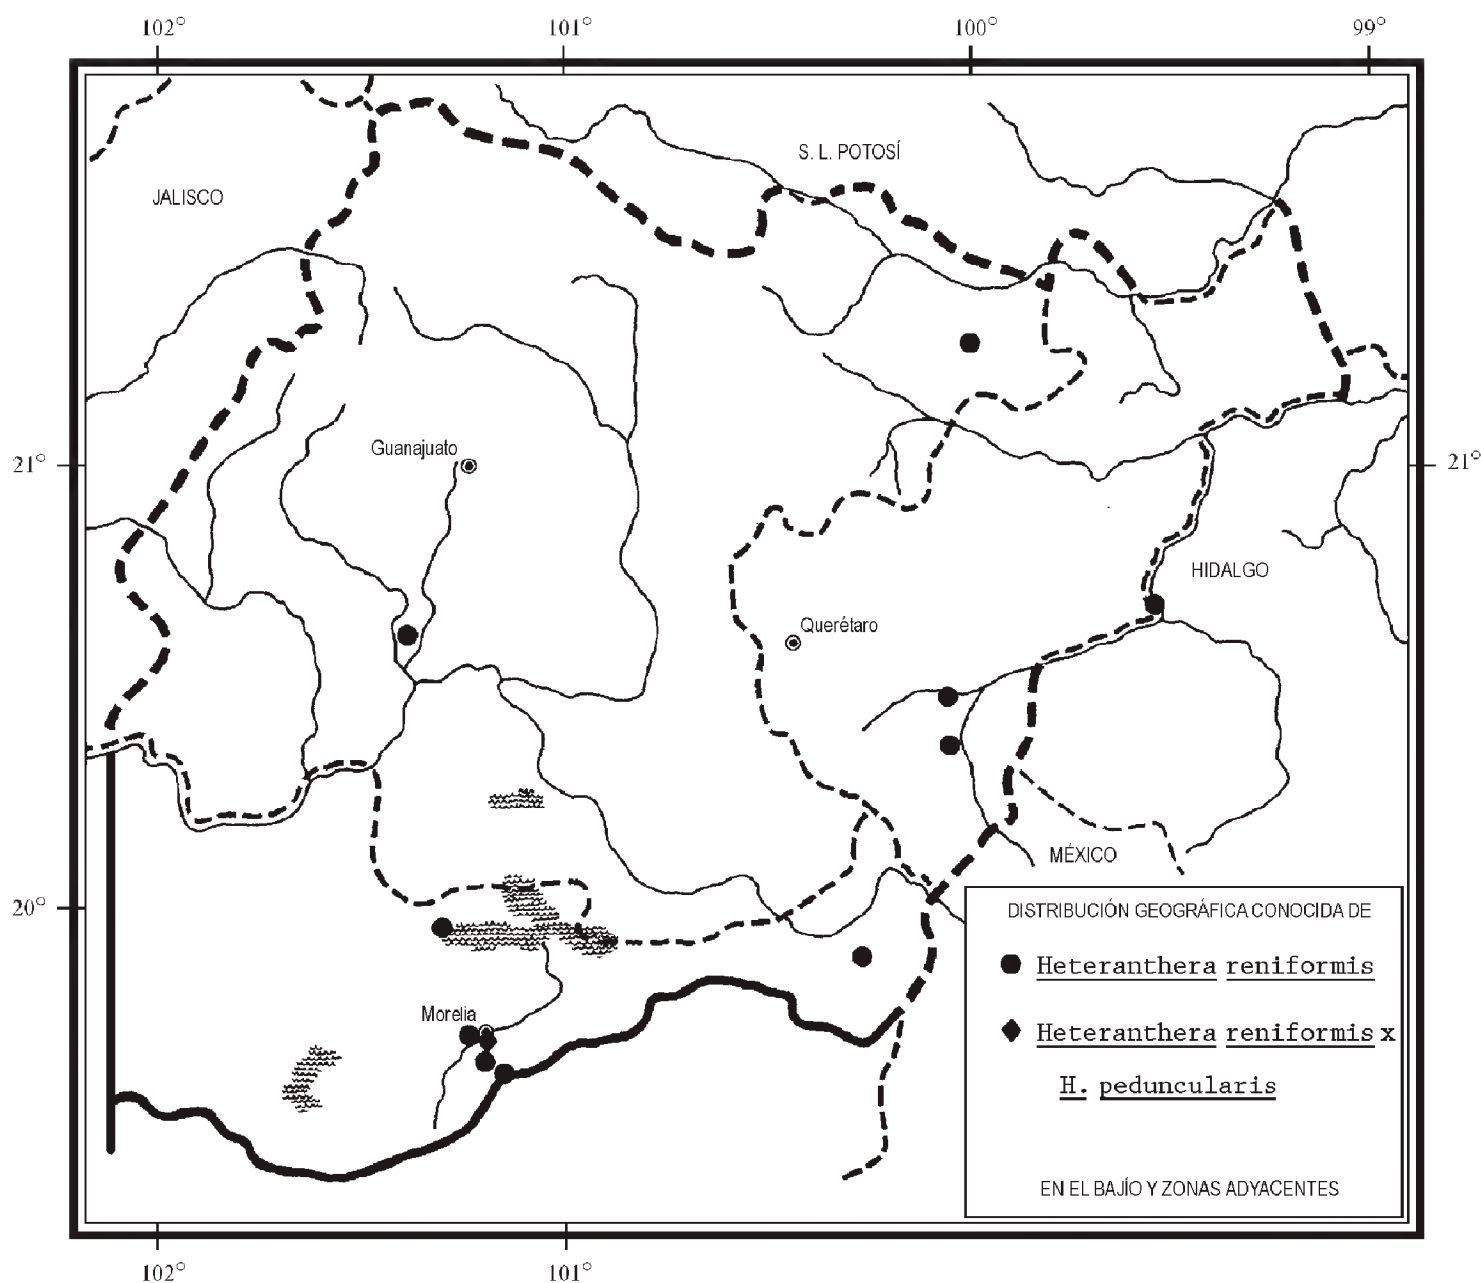 102° 101° 100° 99°
S. L. POTOSÍ
JALISCO
Guanajuato
21° 21°
HIDALGO
Querétaro
MÉXICO
20°
DISTRIBUCIÓN GEOGRÁFICA CONOCIDA DE
Heteranthera reniformis
Morelia
Heteranthera reniformis x
H. peduncularis
EN EL BAJÍO Y ZONAS ADYACENTES
102° 101°